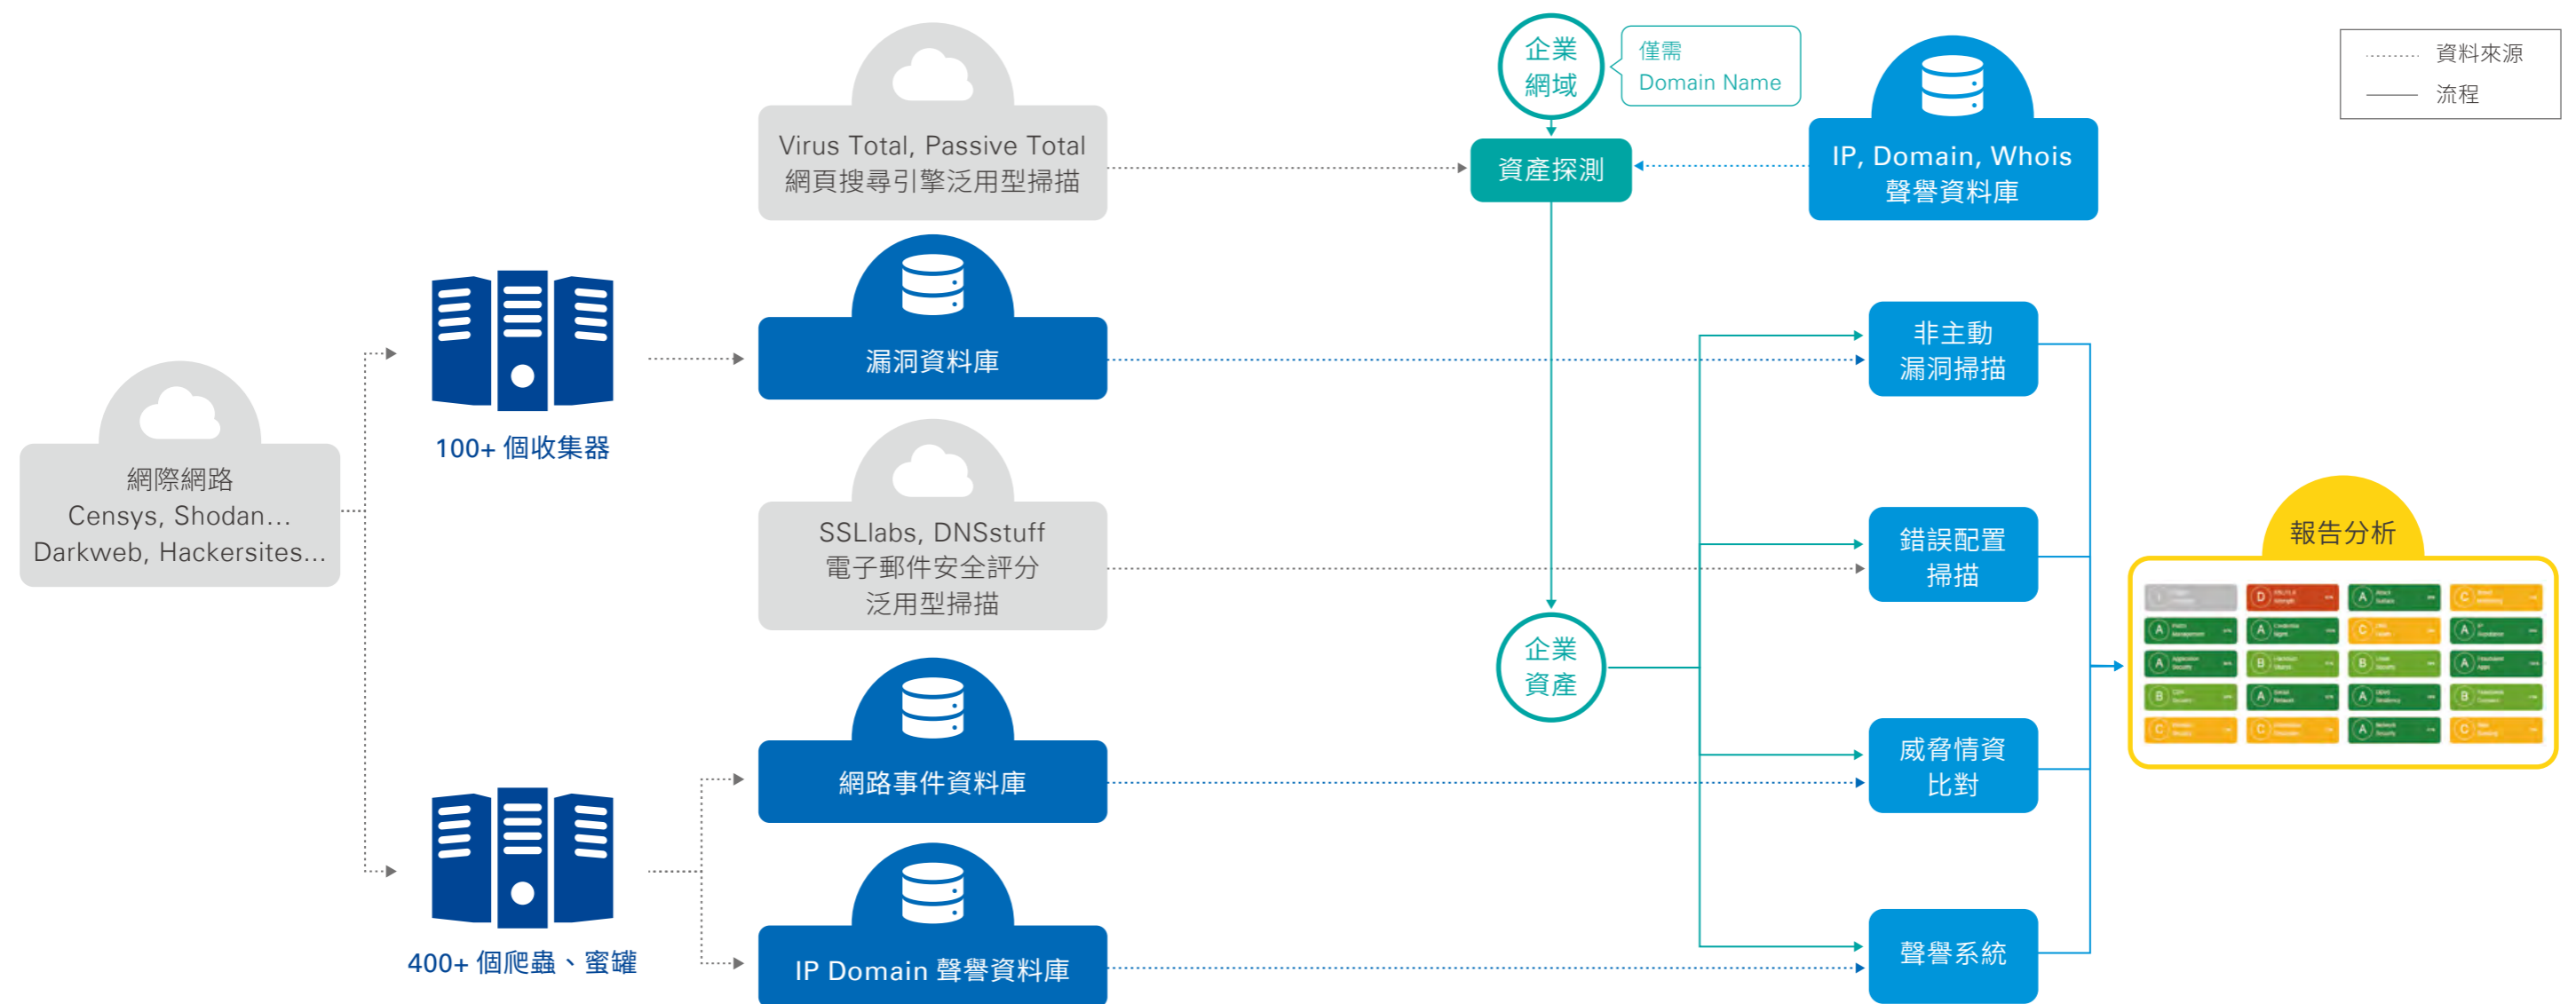 企業
網域
僅需
Domain Name
資料來源
流程
Virus Total, Passive Total
網頁搜尋引擎泛用型掃描
資產探測
IP, Domain, Whois
聲譽資料庫
漏洞資料庫
非主動
漏洞掃描
100+ 個收集器
網際網路
Censys, Shodan...
Darkweb, Hackersites...
SSLlabs, DNSstuff
電子郵件安全評分
泛用型掃描
錯誤配置
掃描
報告分析
企業
資產
網路事件資料庫
威脅情資
比對
400+ 個爬蟲、蜜罐
IP Domain 聲譽資料庫
聲譽系統
D
A
C
A
A
C
A
A
B
B
A
B
A
A
B
C
C
A
C